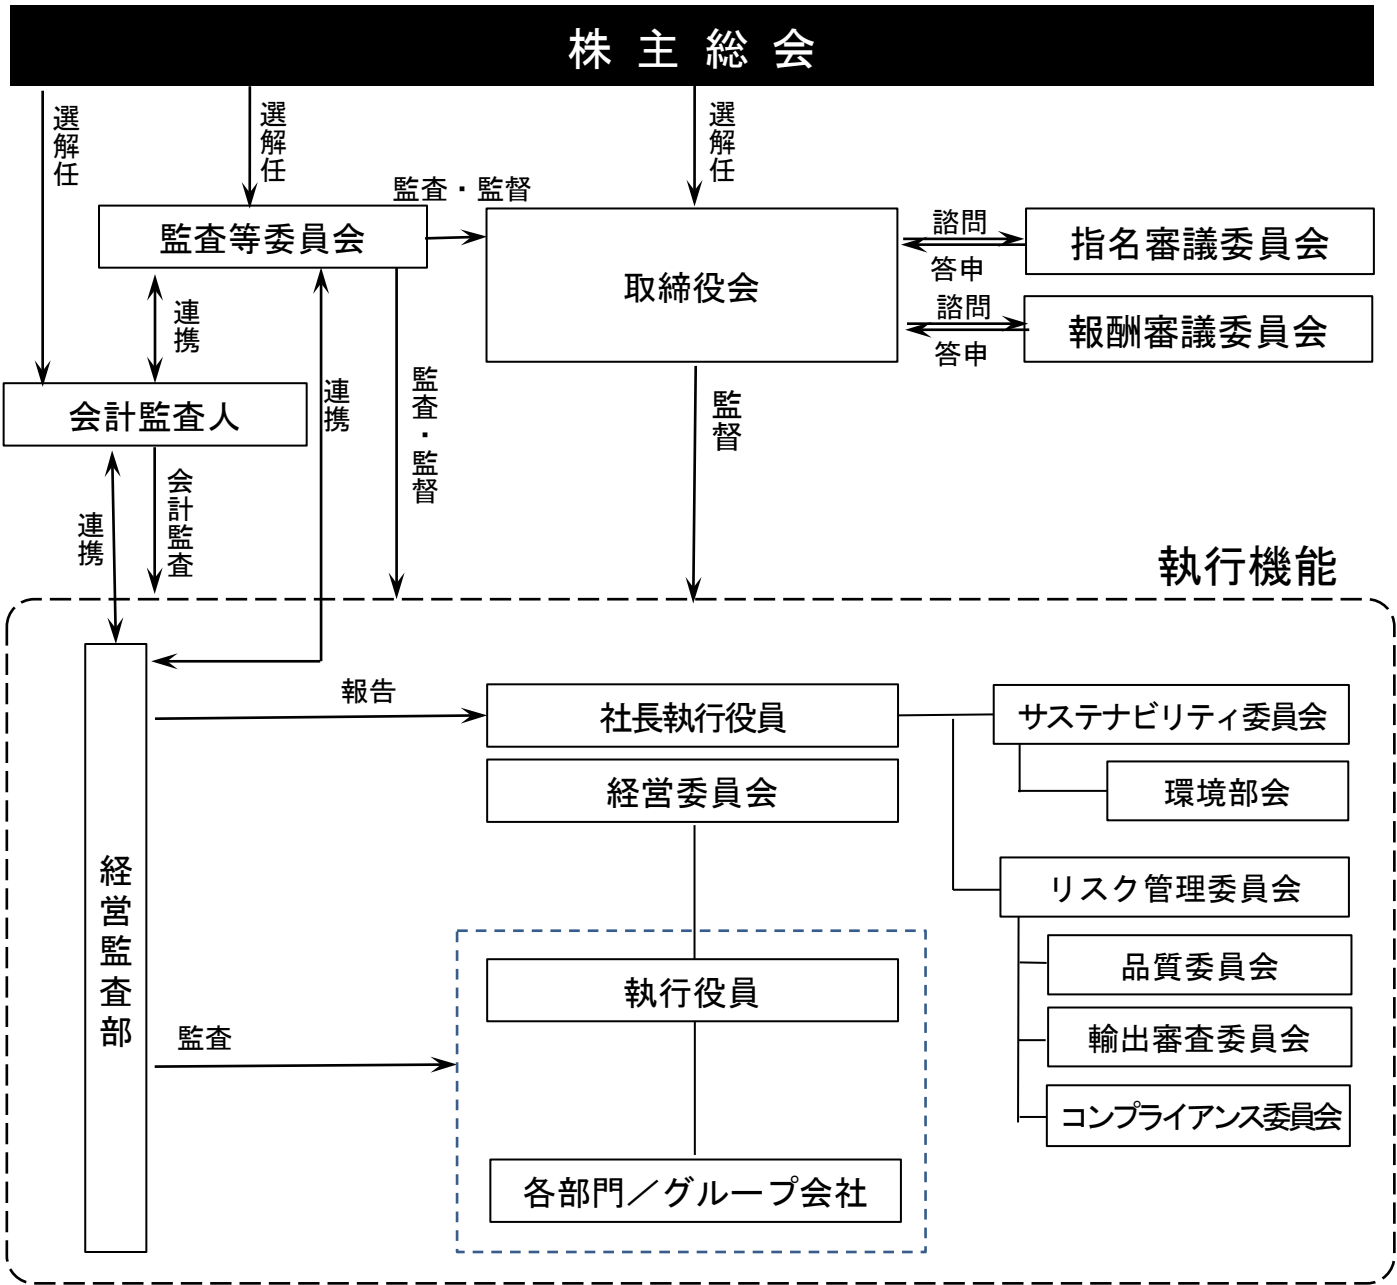 株主総会
選解任
選解任
選解任
監査・監督
監査等委員会
取締役会
諮問
答申
指名審議委員会
諮問
答申
報酬審議委員会
連携
会計監査人
連携
監査・監督
監督
連携
会計監査
執行機能
報告
社長執行役員
サステナビリティ委員会
経営委員会
環境部会
経営監査部
リスク管理委員会
執行役員
品質委員会
監査
輸出審査委員会
コンプライアンス委員会
各部門／グループ会社